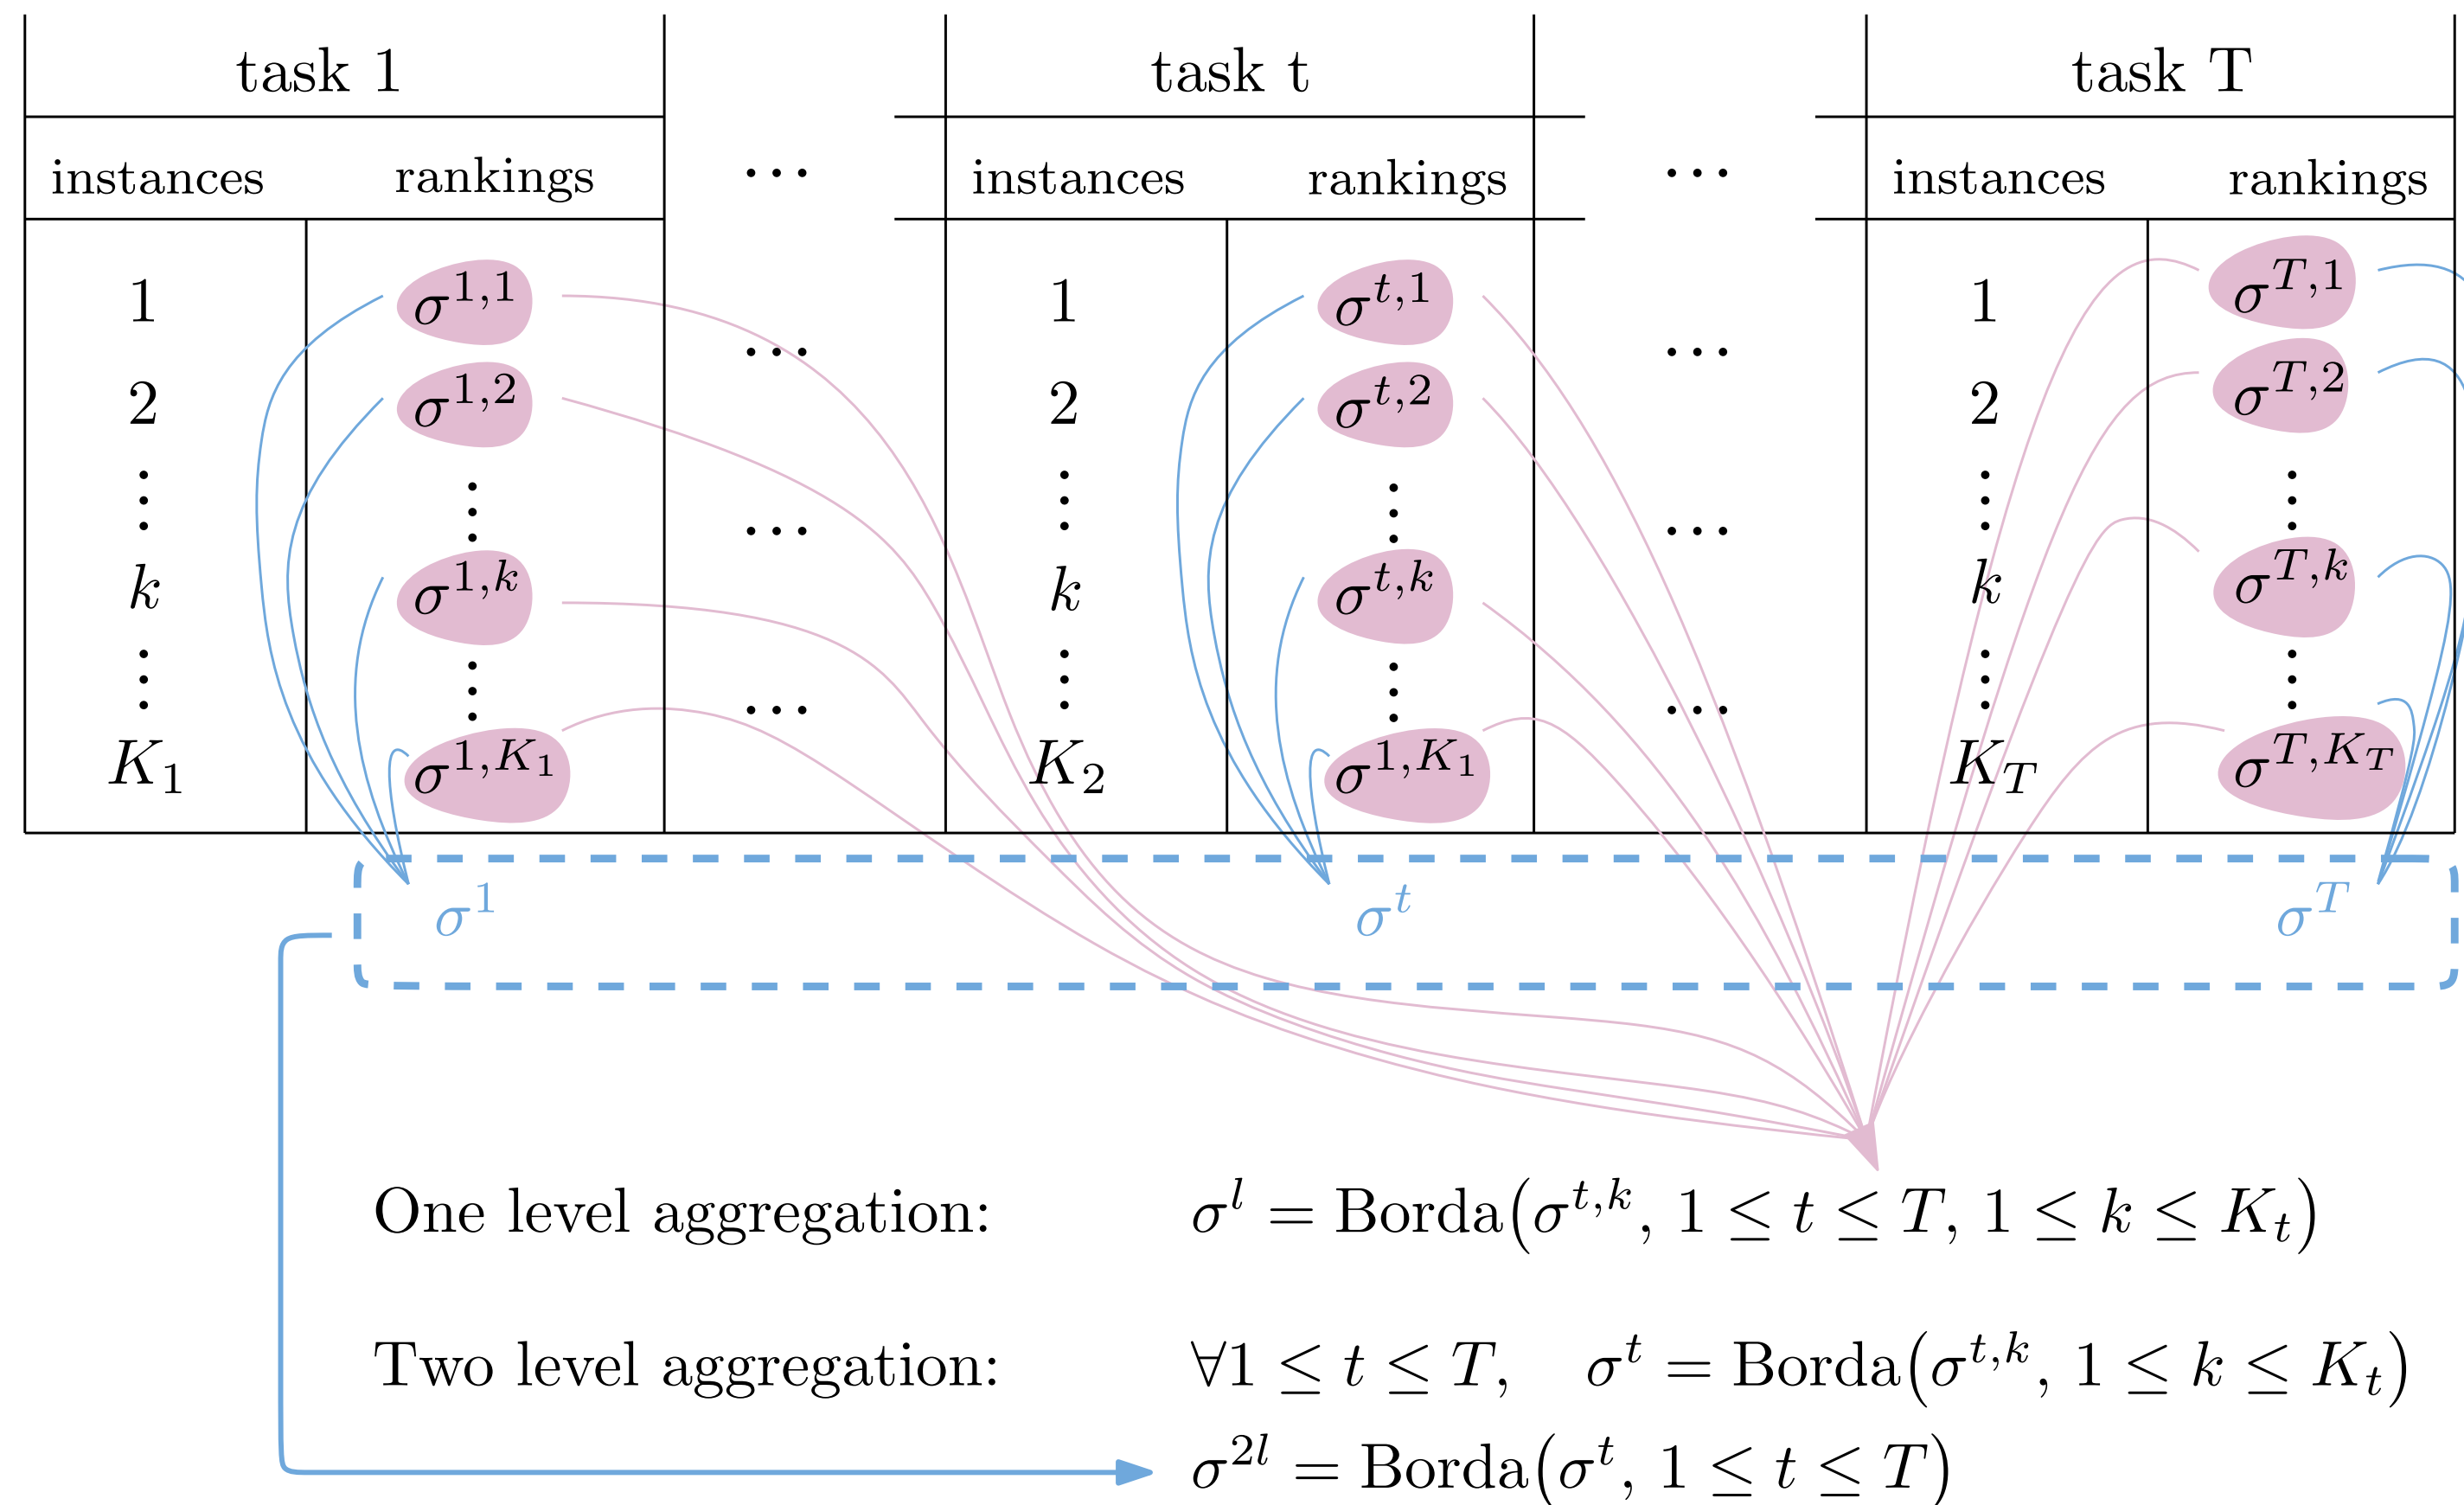 task 1 task t task T
instances rankings ⋯ instances rankings ⋯ instances rankings
1 σ^{1,1} 1 σ^{t,1} 1 σ^{T,1}
⋯ ⋯
2 σ^{1,2} 2 σ^{t,2} 2 σ^{T,2}
⋮ ⋮ ⋯ ⋮ ⋮ ⋯ ⋮ ⋮
k σ^{1,k} k σ^{t,k} k σ^{T,k}
⋮ ⋮ ⋯ ⋮ ⋮ ⋯ ⋮ ⋮
K_1 σ^{1,K_1} K_2 σ^{1,K_1} K_T σ^{T,K_T}
σ^1 σ^t σ^T
One level aggregation: σ^l = Borda(σ^{t,k}, 1 ≤ t ≤ T, 1 ≤ k ≤ K_t)
Two level aggregation: ∀1 ≤ t ≤ T, σ^t = Borda(σ^{t,k}, 1 ≤ k ≤ K_t)
σ^{2l} = Borda(σ^t, 1 ≤ t ≤ T)